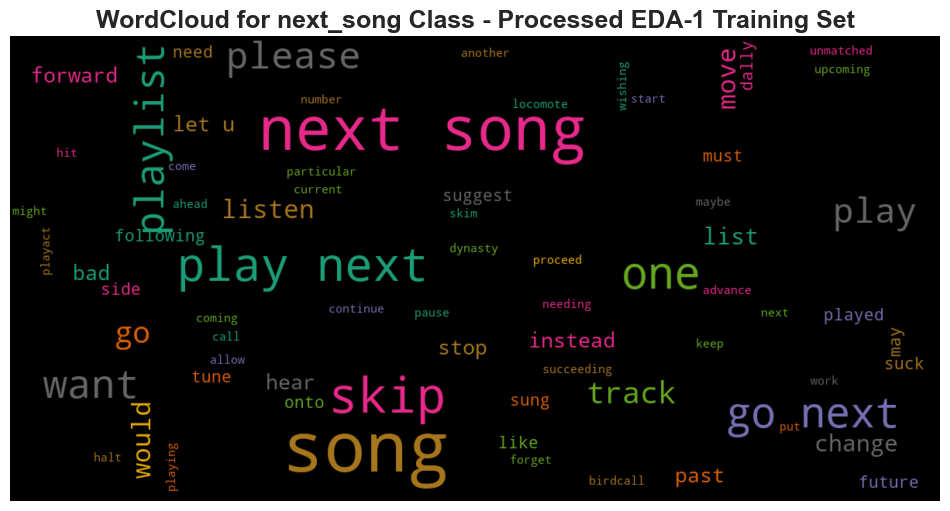 WordCloud for next_song Class - Processed EDA-1 Training Set
need
please
another
unmatched
forward
playlist
move
dally
upcoming
wishing
number
locomote
start
let u
next song
hit
come
particular
must
current
suggest
maybe
might
ahead
listen
skim
play
playact
following
list
dynasty
play next
proceed
one
bad
side
needing
advance
coming
continue
pause
next
played
go
call
instead
keep
may
allow
stop
suck
tune
succeeding
want
hear
skip
track
work
onto
sung
go next
would
put
song
like
change
halt
playing
forget
birdcall
past
future